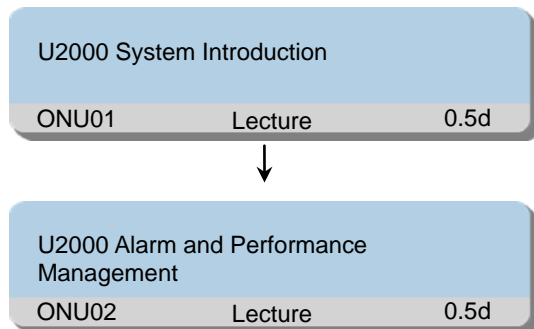 U2000 System Introduction
ONU01 Lecture 0.5d
U2000 Alarm and Performance
Management
ONU02 Lecture 0.5d